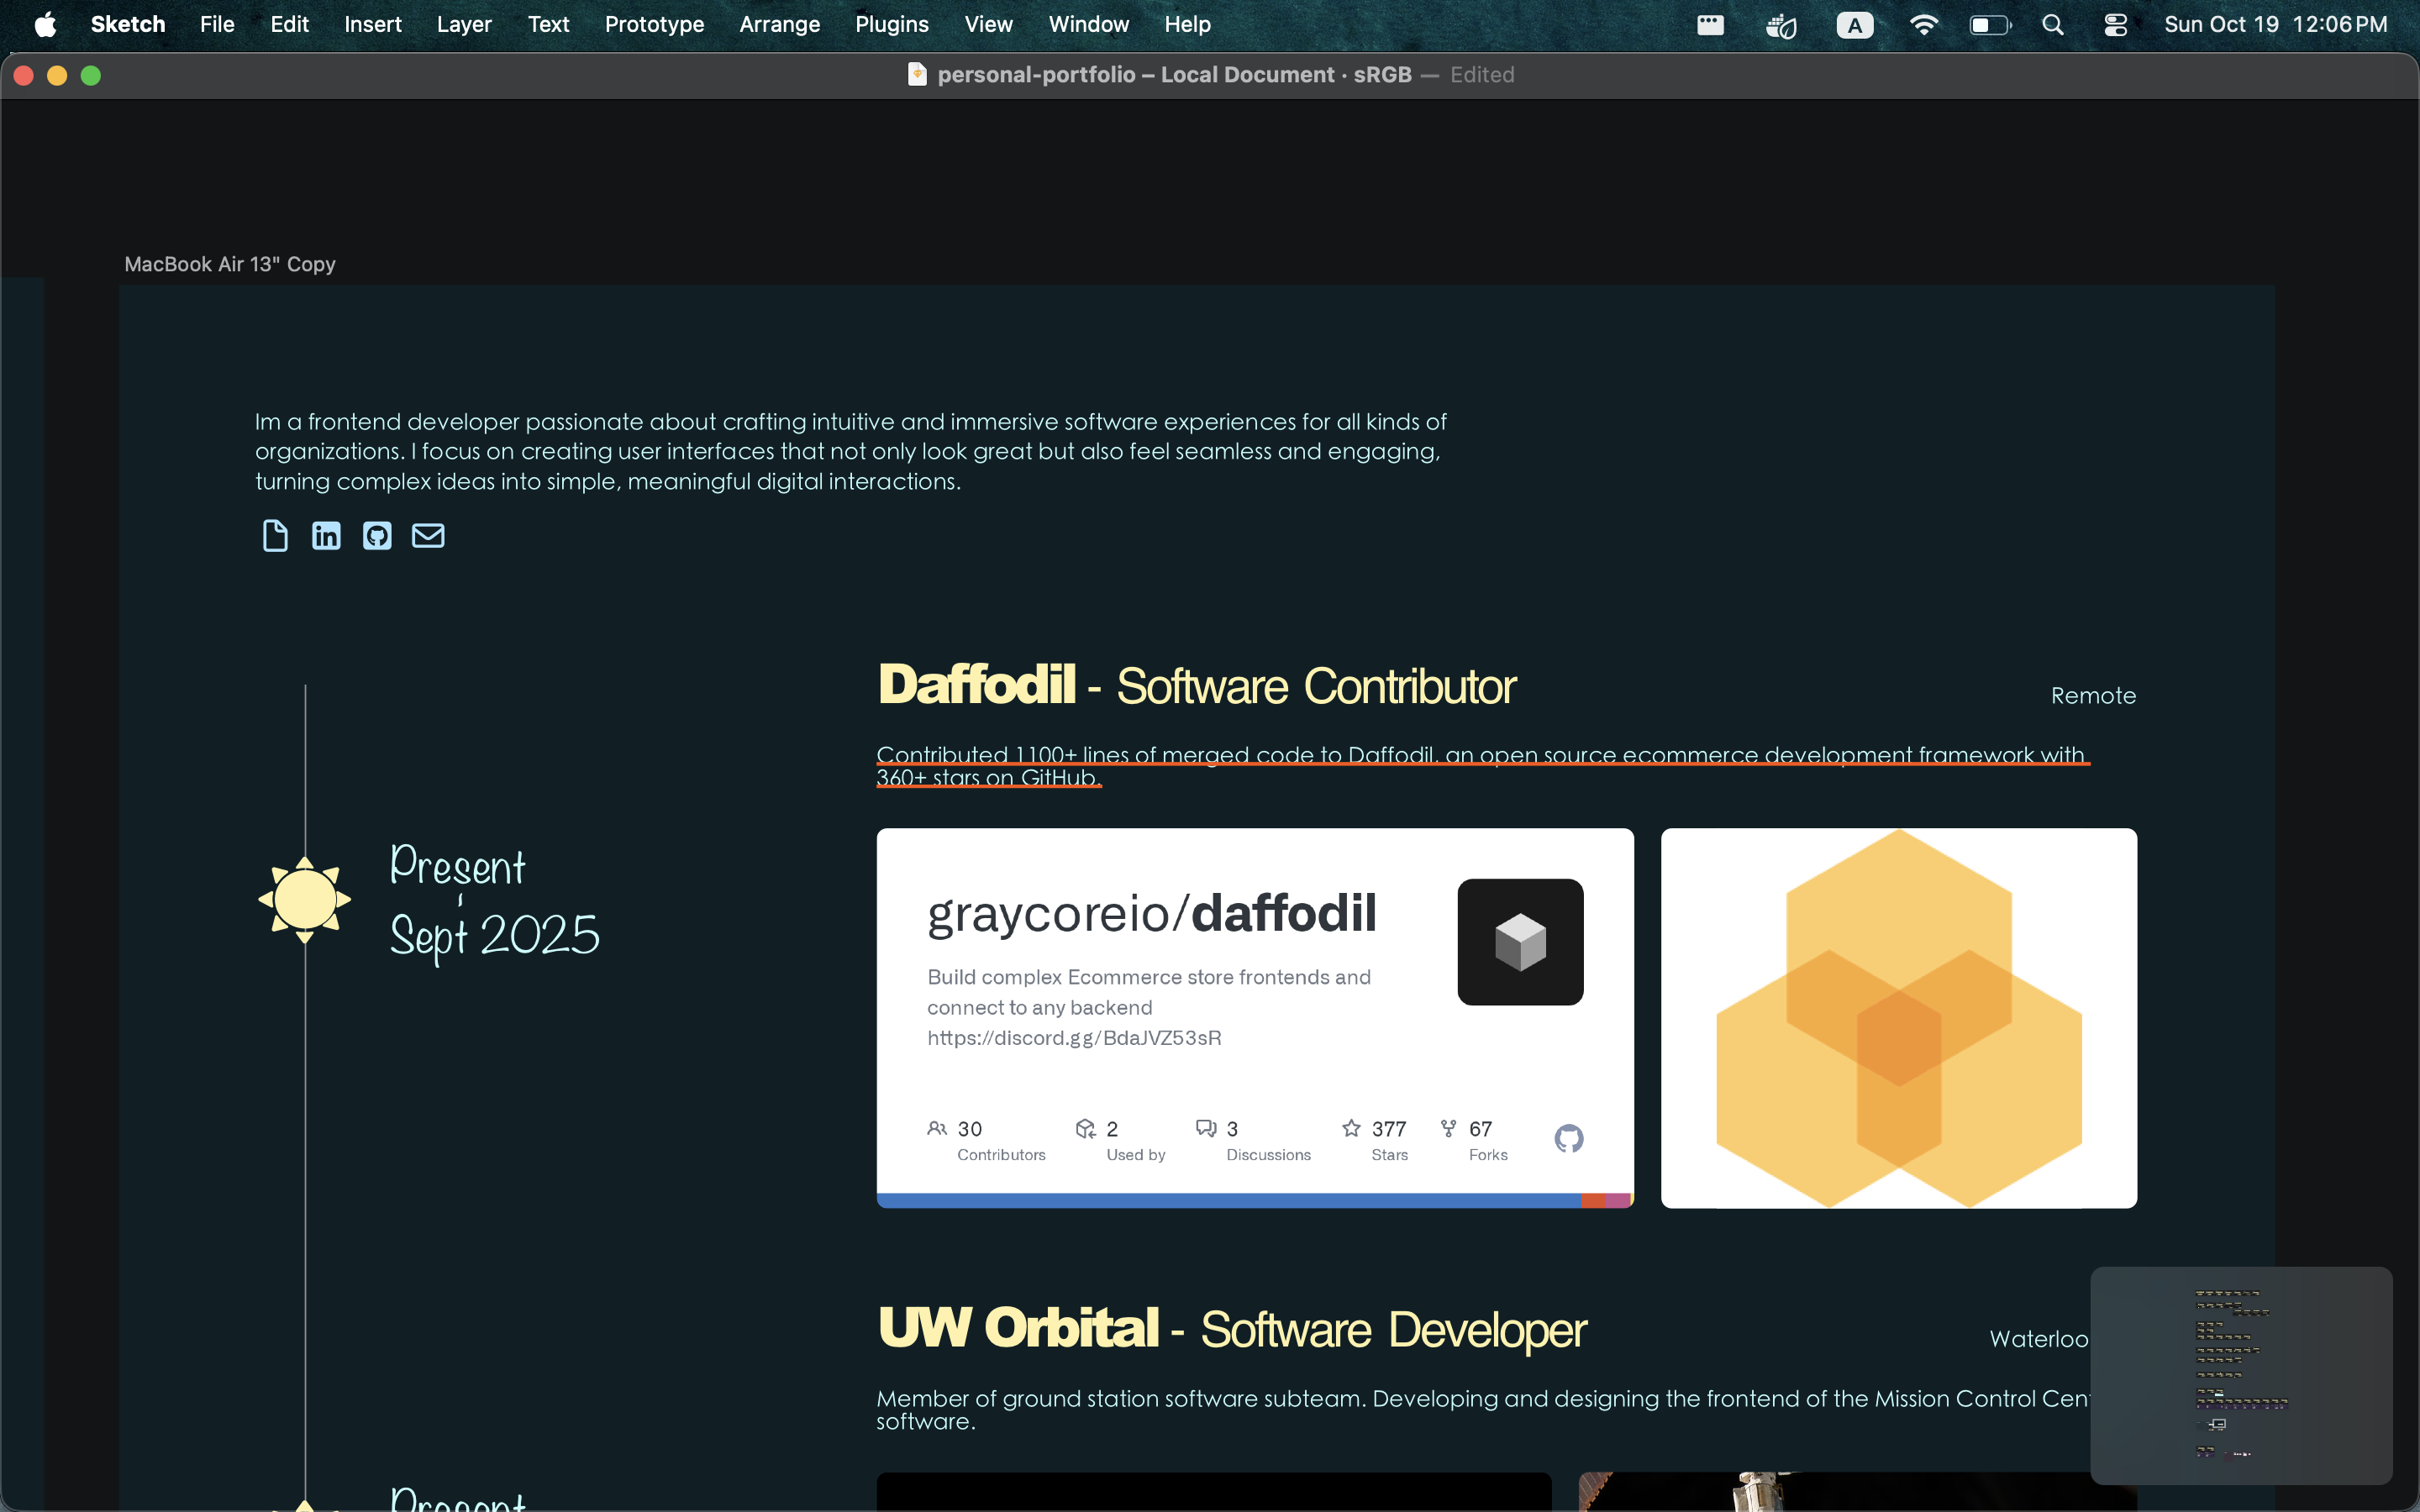 Sketch File Edit Insert Layer Text Prototype Arrange Plugins View Window Help A Sun Oct 19 12:06 PM
personal-portfolio – Local Document · sRGB — Edited
MacBook Air 13" Copy
Im a frontend developer passionate about crafting intuitive and immersive software experiences for all kinds of
organizations. I focus on creating user interfaces that not only look great but also feel seamless and engaging,
turning complex ideas into simple, meaningful digital interactions.
in
Daffodil - Software Contributor
Remote
Contributed 1100+ lines of merged code to Daffodil, an open source ecommerce development framework with
360+ stars on GitHub.
Present
-
Sept 2025
graycoreio/daffodil
Build complex Ecommerce store frontends and
connect to any backend
https://discord.gg/BdaJVZ53sR
30 2 3 377 67
Contributors Used by Discussions Stars Forks
UW Orbital - Software Developer
Waterloo
Member of ground station software subteam. Developing and designing the frontend of the Mission Control Cen
software.
Present